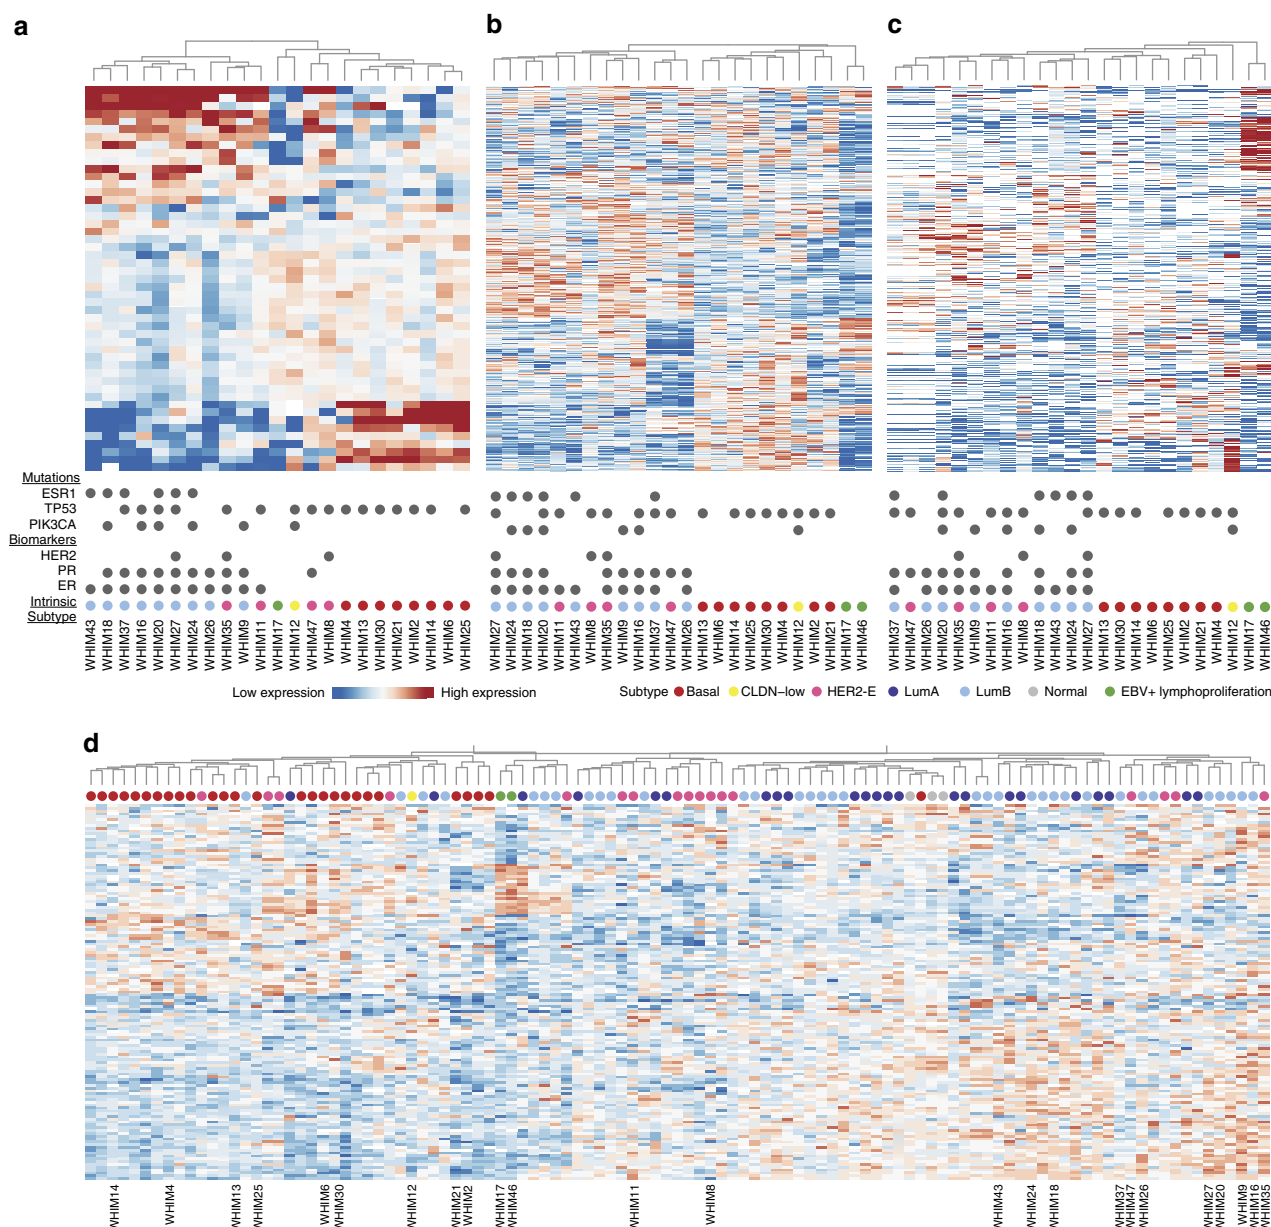 a
b
c
Mutations
ESR1
TP53
PIK3CA
Biomarkers
HER2
PR
ER
Intrinsic
Subtype
WHIM43 WHIM18 WHIM37 WHIM16 WHIM20 WHIM27 WHIM24 WHIM26 WHIM35 WHIM9 WHIM11 WHIM17 WHIM12 WHIM47 WHIM8 WHIM4 WHIM13 WHIM30 WHIM21 WHIM2 WHIM14 WHIM6 WHIM25
WHIM27 WHIM24 WHIM18 WHIM20 WHIM11 WHIM43 WHIM8 WHIM35 WHIM9 WHIM16 WHIM37 WHIM47 WHIM26 WHIM13 WHIM6 WHIM14 WHIM25 WHIM30 WHIM4 WHIM12 WHIM2 WHIM21 WHIM17 WHIM46
WHIM37 WHIM47 WHIM26 WHIM20 WHIM35 WHIM9 WHIM11 WHIM16 WHIM8 WHIM18 WHIM43 WHIM24 WHIM27 WHIM13 WHIM30 WHIM14 WHIM6 WHIM25 WHIM2 WHIM21 WHIM4 WHIM12 WHIM17 WHIM46
Low expression High expression
Subtype Basal CLDN-low HER2-E LumA LumB Normal EBV+ lymphoproliferation
d
WHIM14 WHIM4 WHIM13 WHIM25 WHIM6 WHIM30 WHIM12 WHIM21 WHIM2 WHIM17 WHIM46 WHIM11 WHIM8 WHIM43 WHIM24 WHIM18 WHIM37 WHIM47 WHIM26 WHIM27 WHIM20 WHIM9 WHIM16 WHIM35